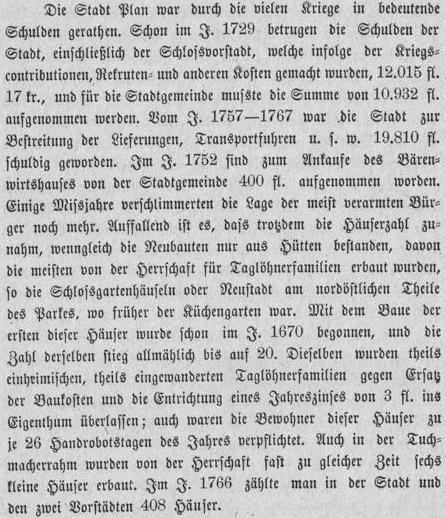 Die Stadt Plan war durch die vielen Kriege in bedeutende
Schulden gerathen. Schon im J. 1729 betrugen die Schulden der
Stadt, einschließlich der Schlossvorstadt, welche infolge der Kriegs-
contributionen, Rekruten- und anderen Kosten gemacht wurden, 12.015 fl.
17 kr., und für die Stadtgemeinde musste die Summe von 10.932 fl.
aufgenommen werden. Vom J. 1757—1767 war die Stadt zur
Bestreitung der Lieferungen, Transportfuhren u. s. w. 19.810 fl.
schuldig geworden. Im J. 1752 sind zum Ankaufe des Bären-
wirtshauses von der Stadtgemeinde 400 fl. aufgenommen worden.
Einige Missjahre verschlimmerten die Lage der meist verarmten Bür-
ger noch mehr. Auffallend ist es, dass trotzdem die Häuserzahl zu-
nahm, wenngleich die Neubauten nur aus Hütten bestanden, davon
die meisten von der Herrschaft für Taglöhnerfamilien erbaut wurden,
so die Schlossgartenhäuseln oder Neustadt am nordöstlichen Theile
des Parkes, wo früher der Küchengarten war. Mit dem Baue der
ersten dieser Häuser wurde schon im J. 1670 begonnen, und die
Zahl derselben stieg allmählich bis auf 20. Dieselben wurden theils
einheimischen, theils eingewanderten Taglöhnerfamilien gegen Ersatz
der Baukosten und die Entrichtung eines Jahreszinses von 3 fl. ins
Eigenthum überlassen; auch waren die Bewohner dieser Häuser zu
je 26 Handrobotstagen des Jahres verpflichtet. Auch in der Tuch-
macherrahm wurden von der Herrschaft fast zu gleicher Zeit sechs
kleine Häuser erbaut. Im J. 1766 zählte man in der Stadt und
den zwei Vorstädten 408 Häuser.